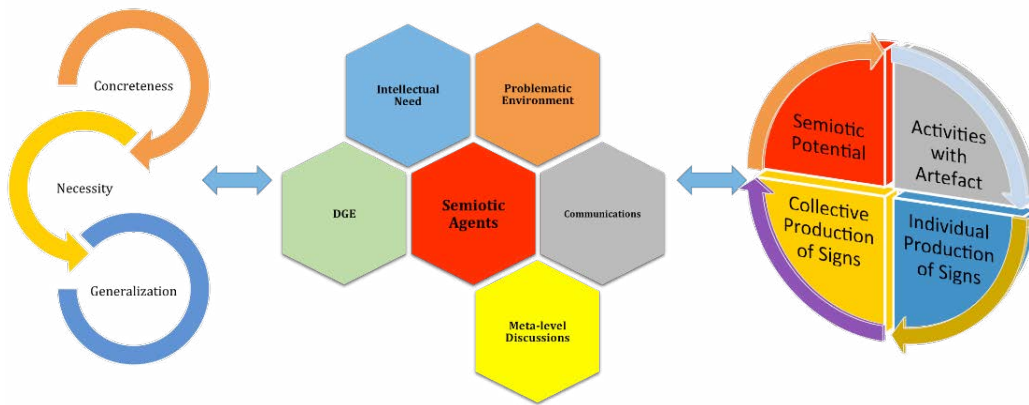 Concreteness
Necessity
Generalization
Intellectual
Need
Problematic
Environment
DGE
Semiotic
Agents
Communications
Meta-level
Discussions
Semiotic
Potential
Activities
with
Artefact
Collective
Production
of Signs
Individual
Production
of Signs